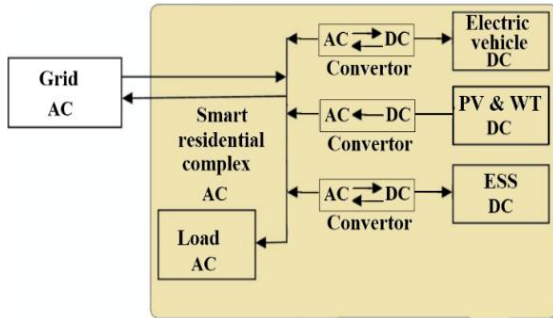 Grid
AC
Smart
residential
complex
AC
Load
AC
AC DC
Convertor
Electric
vehicle
DC
AC DC
Convertor
PV & WT
DC
AC DC
Convertor
ESS
DC